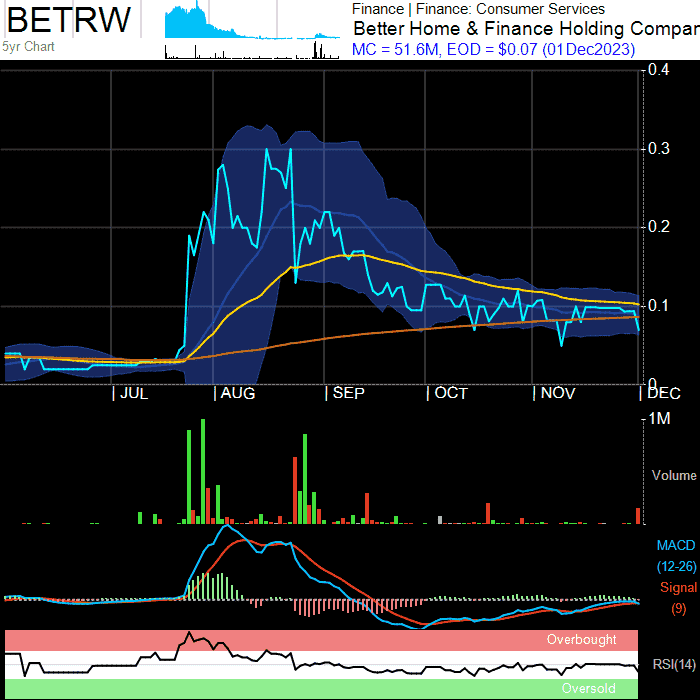 BETRW
5yr Chart
Finance | Finance: Consumer Services
Better Home & Finance Holding Compan
MC = 51.6M, EOD = $0.07 (01Dec2023)
0.4
0.3
0.2
0.1
0
JUL
AUG
SEP
OCT
NOV
DEC
1M
Volume
MACD
(12-26)
Signal
(9)
Overbought
RSI(14)
Oversold